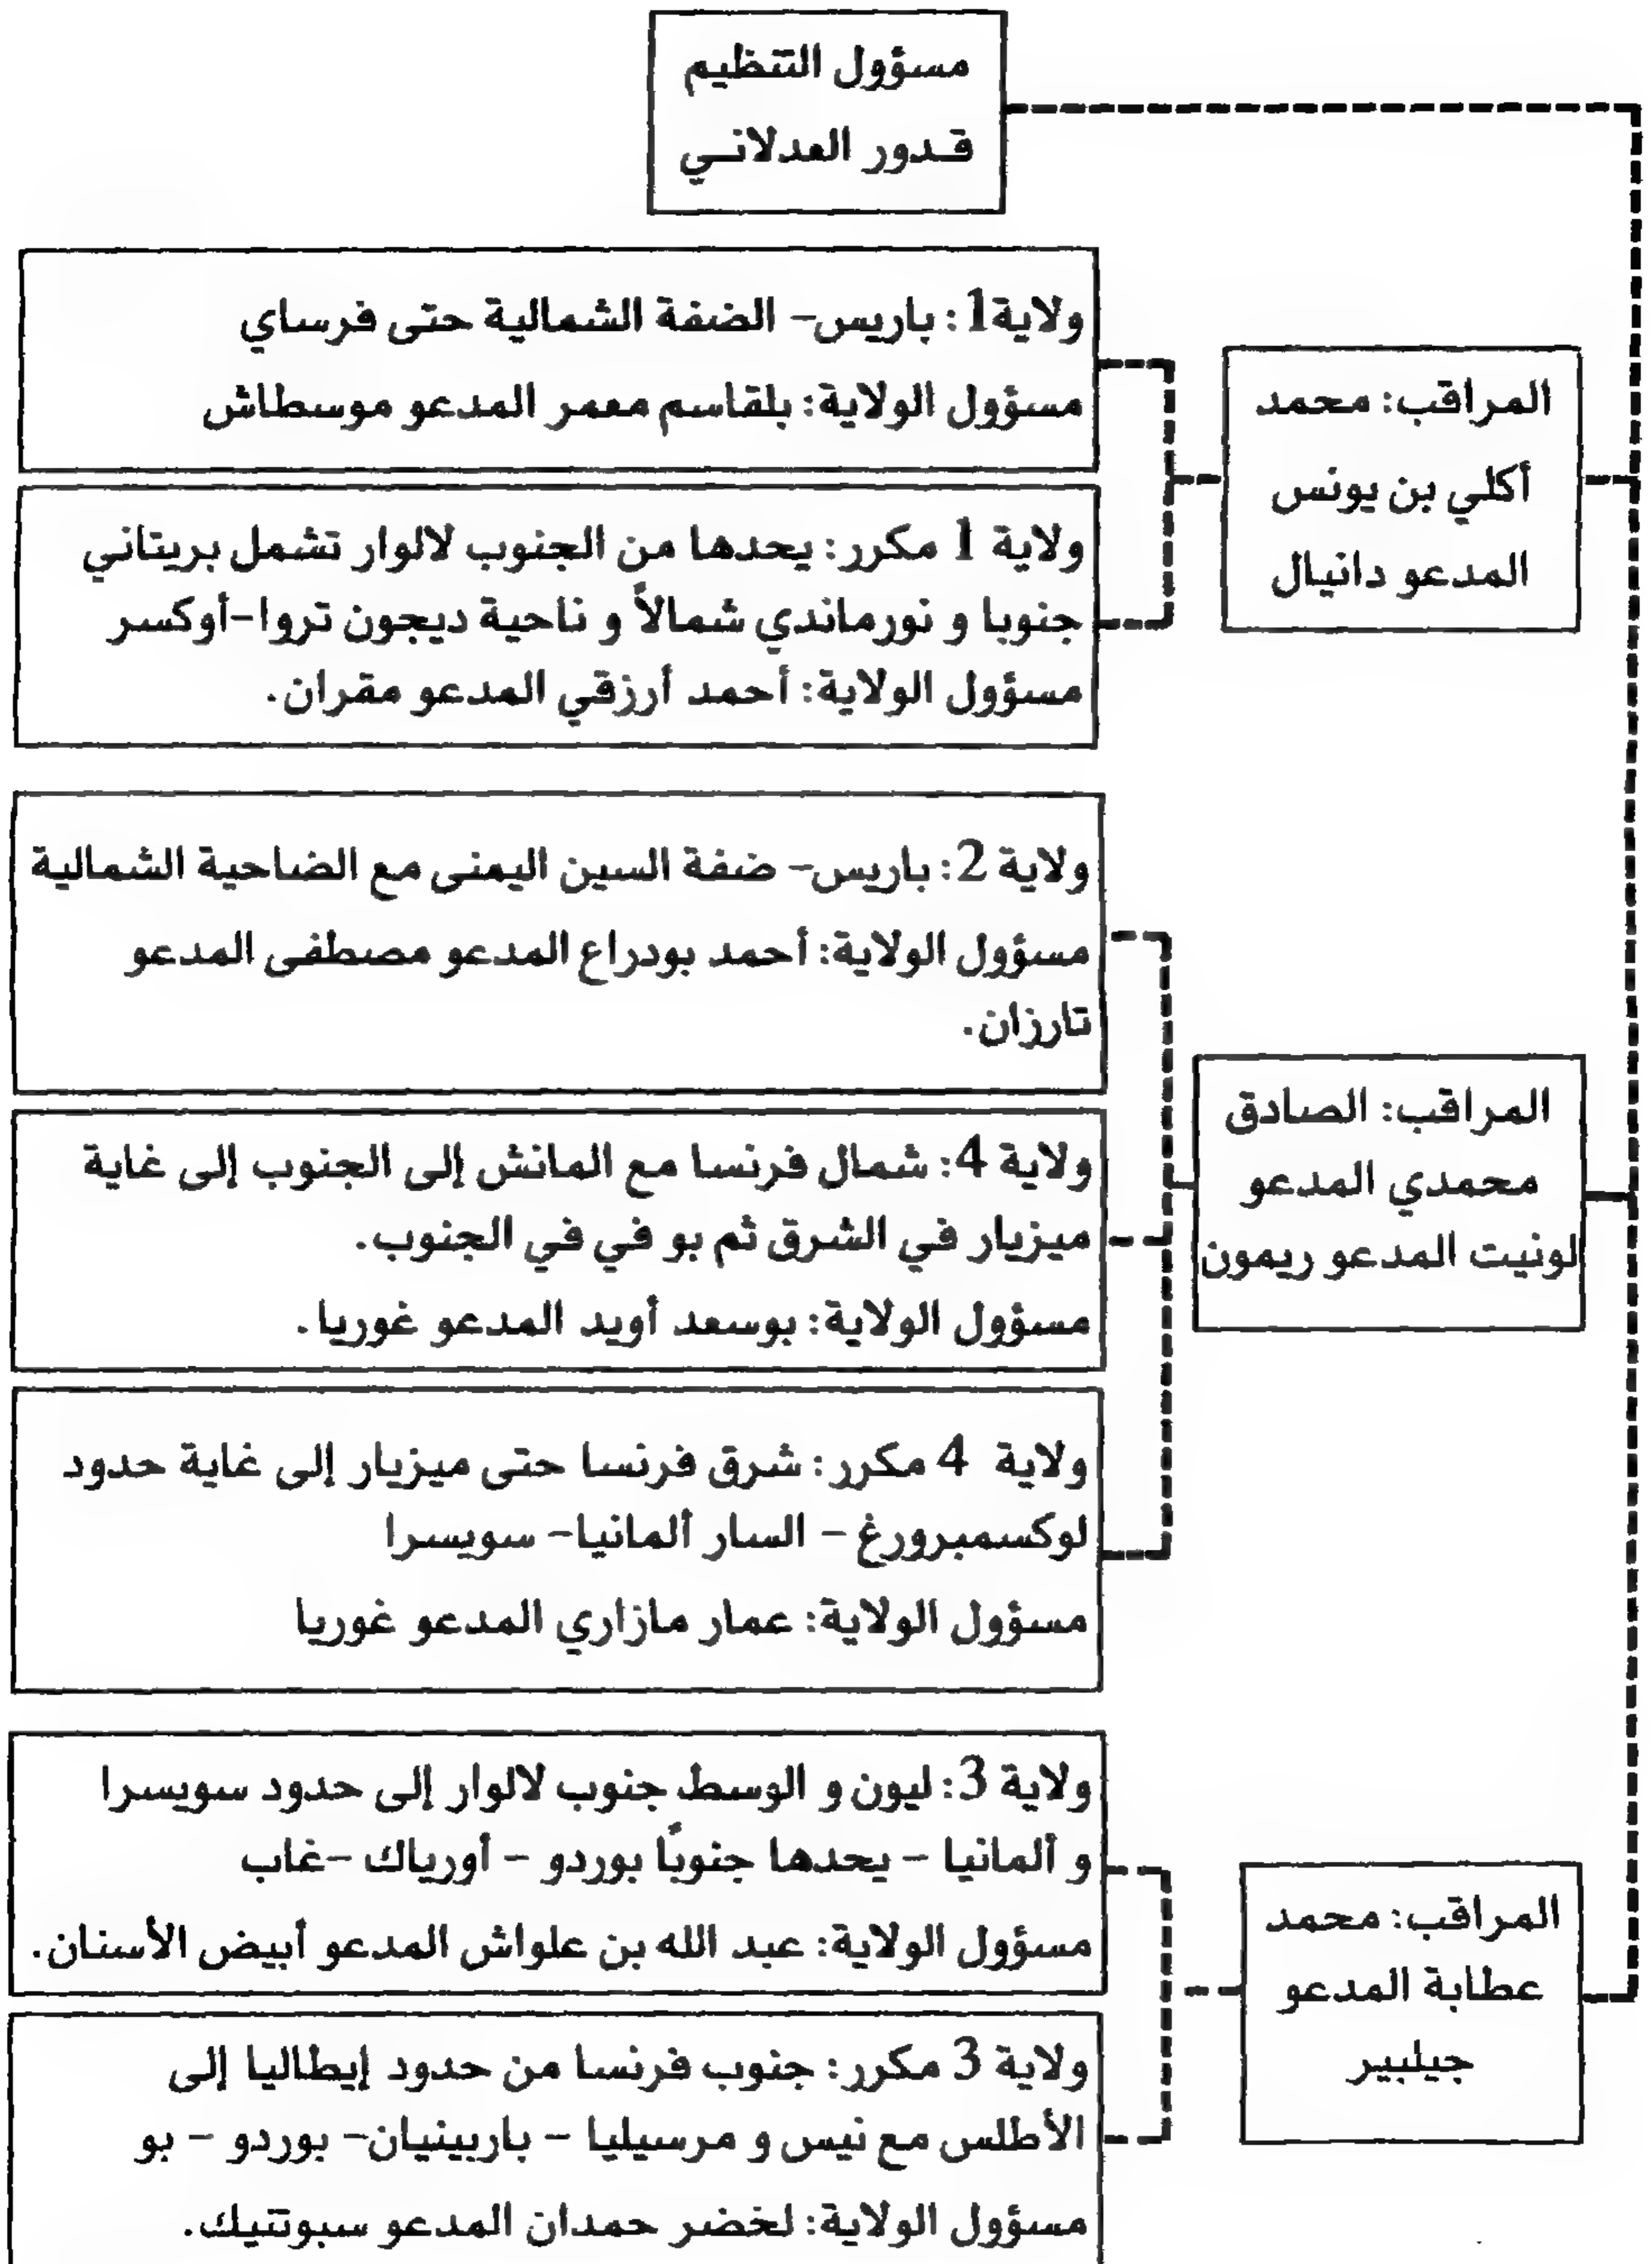 مسؤول التنظيم
قدور العدلاني
ولاية1: باريس- الضفة الشمالية حتى فرساي
مسؤول الولاية: بلقاسم معمر المدعو موسطاش
المراقب: محمد
أكلي بن يونس
المدعو دانيال
ولاية 1 مكرر: يحدها من الجنوب لالوار تشمل بريتاني
جنوبا و نورماندي شمالاً و ناحية ديجون تروا-أوكسر
مسؤول الولاية: أحمد أرزقي المدعو مقران.
ولاية 2: باريس- ضفة السين اليمنى مع الضاحية الشمالية
مسؤول الولاية: أحمد بودراع المدعو مصطفى المدعو
تارزان.
المراقب: الصادق
محمدي المدعو
لونيت المدعو ريمون
ولاية 4: شمال فرنسا مع المانش إلى الجنوب إلى غاية
ميزيار في الشرق ثم بو في في الجنوب.
مسؤول الولاية: بوسعد أويد المدعو غوريا.
ولاية 4 مكرر: شرق فرنسا حتى ميزيار إلى غاية حدود
لوكسمبرورغ - السار ألمانيا- سويسرا
مسؤول الولاية: عمار مازاري المدعو غوريا
ولاية 3: ليون و الوسط جنوب لالوار إلى حدود سويسرا
و ألمانيا - يحدها جنوبًا بوردو - أورياك -غاب
مسؤول الولاية: عبد الله بن علواش المدعو أبيض الأسنان.
المراقب: محمد
عطابة المدعو
جيلبير
ولاية 3 مكرر: جنوب فرنسا من حدود إيطاليا إلى
الأطلس مع نيس و مرسيليا - باربينيان- بوردو - بو
مسؤول الولاية: لخضر حمدان المدعو سبوتنيك.